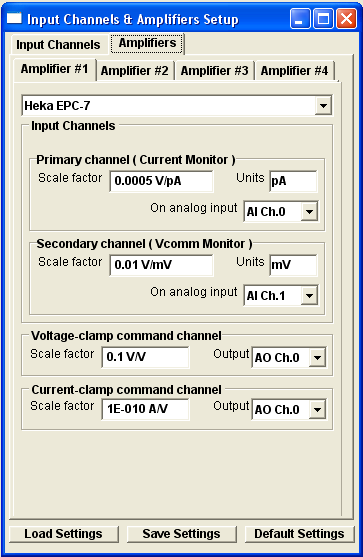 Input Channels & Amplifiers Setup
Input Channels Amplifiers
Amplifier #1 Amplifier #2 Amplifier #3 Amplifier #4
Heka EPC-7
Input Channels
Primary channel ( Current Monitor )
Scale factor 0.0005 V/pA Units pA
On analog input AI Ch.0
Secondary channel ( Vcomm Monitor )
Scale factor 0.01 V/mV Units mV
On analog input AI Ch.1
Voltage-clamp command channel
Scale factor 0.1 V/V Output AO Ch.0
Current-clamp command channel
Scale factor 1E-010 A/V Output AO Ch.0
Load Settings Save Settings Default Settings